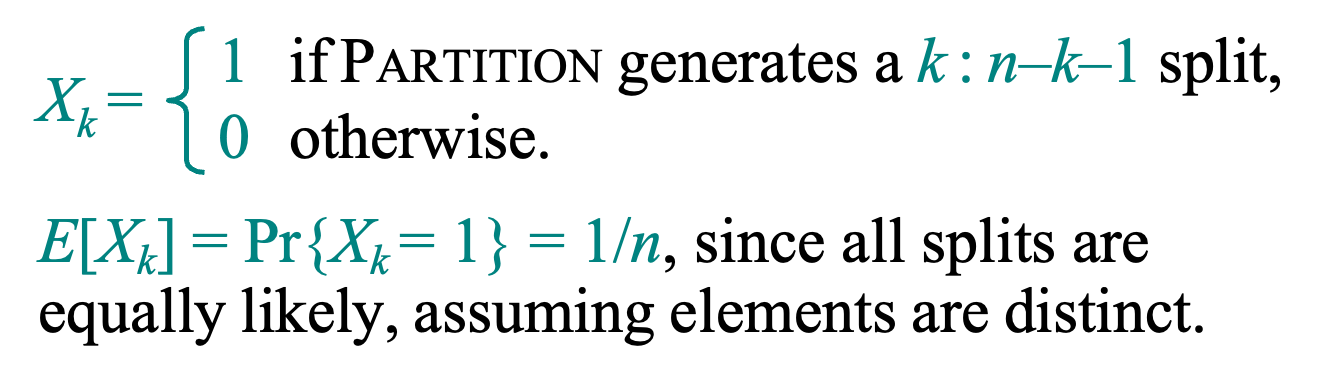 X_k = { 1 if PARTITION generates a k : n–k–1 split,
0 otherwise.
E[X_k] = Pr{X_k = 1} = 1/n, since all splits are
equally likely, assuming elements are distinct.